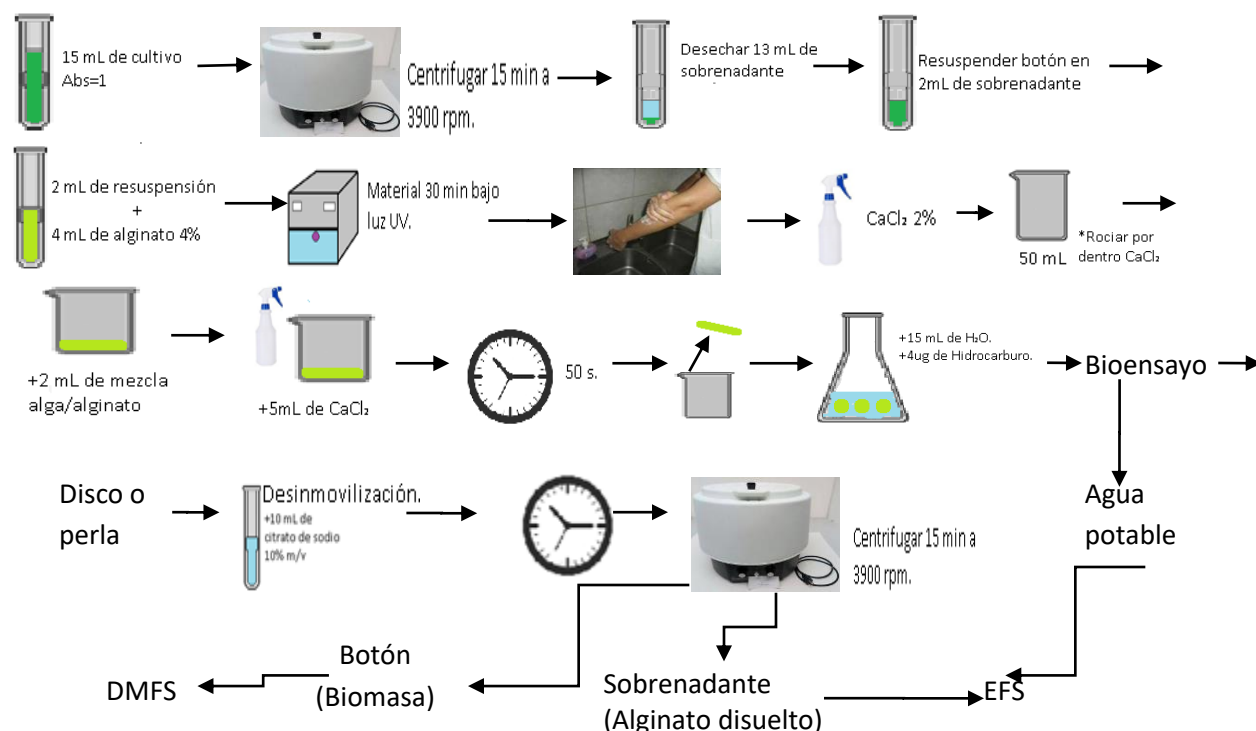 15 mL de cultivo
Abs=1
Centrifugar 15 min a
3900 rpm.
Desechar 13 mL de
sobrenadante
Resuspender botón en
2mL de sobrenadante
2 mL de resuspensión
+
4 mL de alginato 4%
Material 30 min bajo
luz UV.
CaCl₂ 2%
50 mL
*Rociar por
dentro CaCl₂
+2 mL de mezcla
alga/alginato
+5mL de CaCl₂
50 s.
+15 mL de H₂O.
+4ug de Hidrocarburo.
Bioensayo
Disco o
perla
Desinmovilización.
+10 mL de
citrato de sodio
10% m/v
Centrifugar 15 min a
3900 rpm.
Agua
potable
DMFS
Botón
(Biomasa)
Sobrenadante
(Alginato disuelto)
EFS